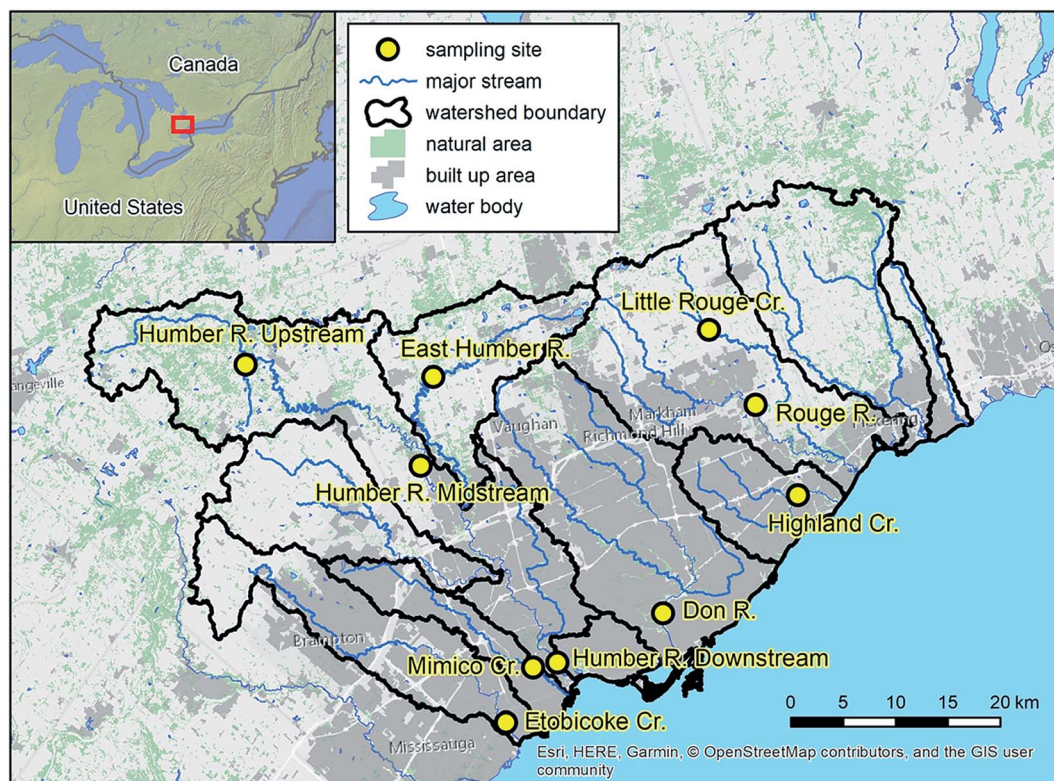 Canada
United States
sampling site
major stream
watershed boundary
natural area
built up area
water body
Little Rouge Cr.
Humber R. Upstream
East Humber R.
angeville
Os
Markham
Rouge R.
Vaughan
Richmond Hill
Humber R. Midstream
Highland Cr.
Don R.
Brampton
Mimico Cr.
Humber R. Downstream
Etobicoke Cr.
Mississauga
0 5 10 15 20 km
Esri, HERE, Garmin, © OpenStreetMap contributors, and the GIS user
community